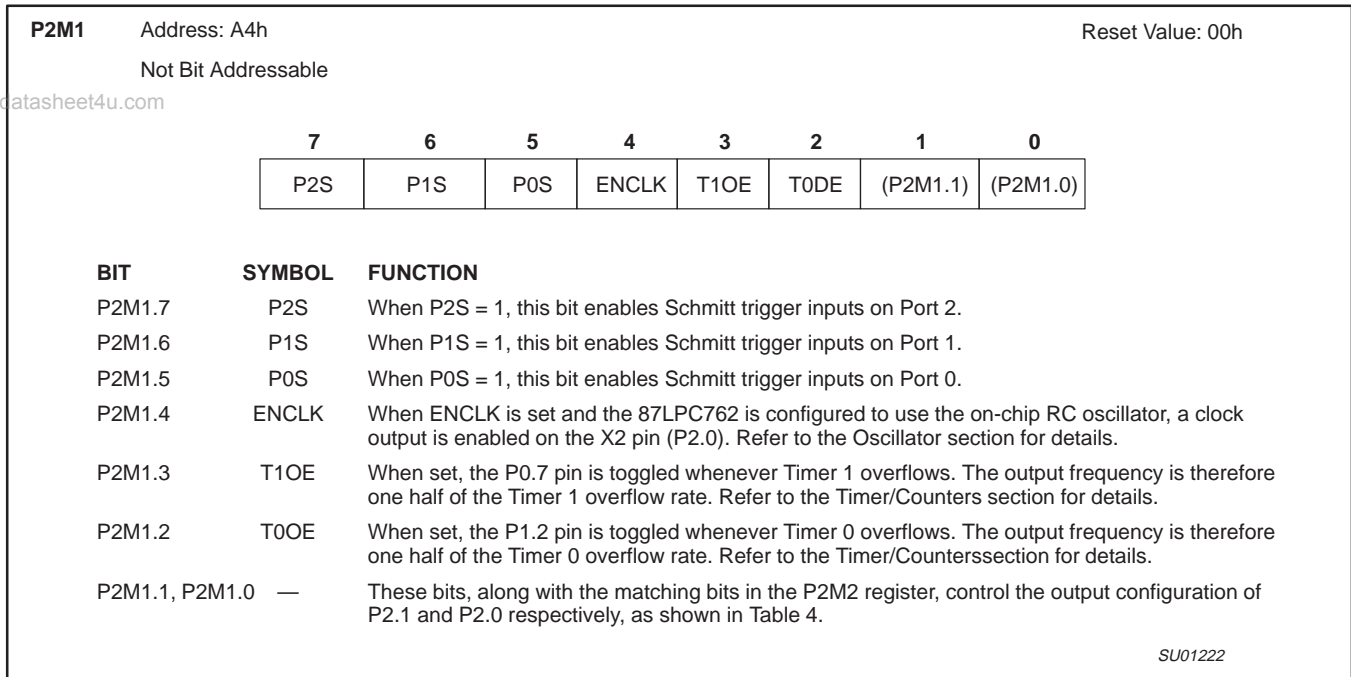 P2M1 Address: A4h Reset Value: 00h
Not Bit Addressable
datasheet4u.com
7 6 5 4 3 2 1 0
P2S P1S P0S ENCLK T1OE T0DE (P2M1.1) (P2M1.0)
BIT SYMBOL FUNCTION
P2M1.7 P2S When P2S = 1, this bit enables Schmitt trigger inputs on Port 2.
P2M1.6 P1S When P1S = 1, this bit enables Schmitt trigger inputs on Port 1.
P2M1.5 P0S When P0S = 1, this bit enables Schmitt trigger inputs on Port 0.
P2M1.4 ENCLK When ENCLK is set and the 87LPC762 is configured to use the on-chip RC oscillator, a clock
output is enabled on the X2 pin (P2.0). Refer to the Oscillator section for details.
P2M1.3 T1OE When set, the P0.7 pin is toggled whenever Timer 1 overflows. The output frequency is therefore
one half of the Timer 1 overflow rate. Refer to the Timer/Counters section for details.
P2M1.2 T0OE When set, the P1.2 pin is toggled whenever Timer 0 overflows. The output frequency is therefore
one half of the Timer 0 overflow rate. Refer to the Timer/Counterssection for details.
P2M1.1, P2M1.0 — These bits, along with the matching bits in the P2M2 register, control the output configuration of
P2.1 and P2.0 respectively, as shown in Table 4.
SU01222